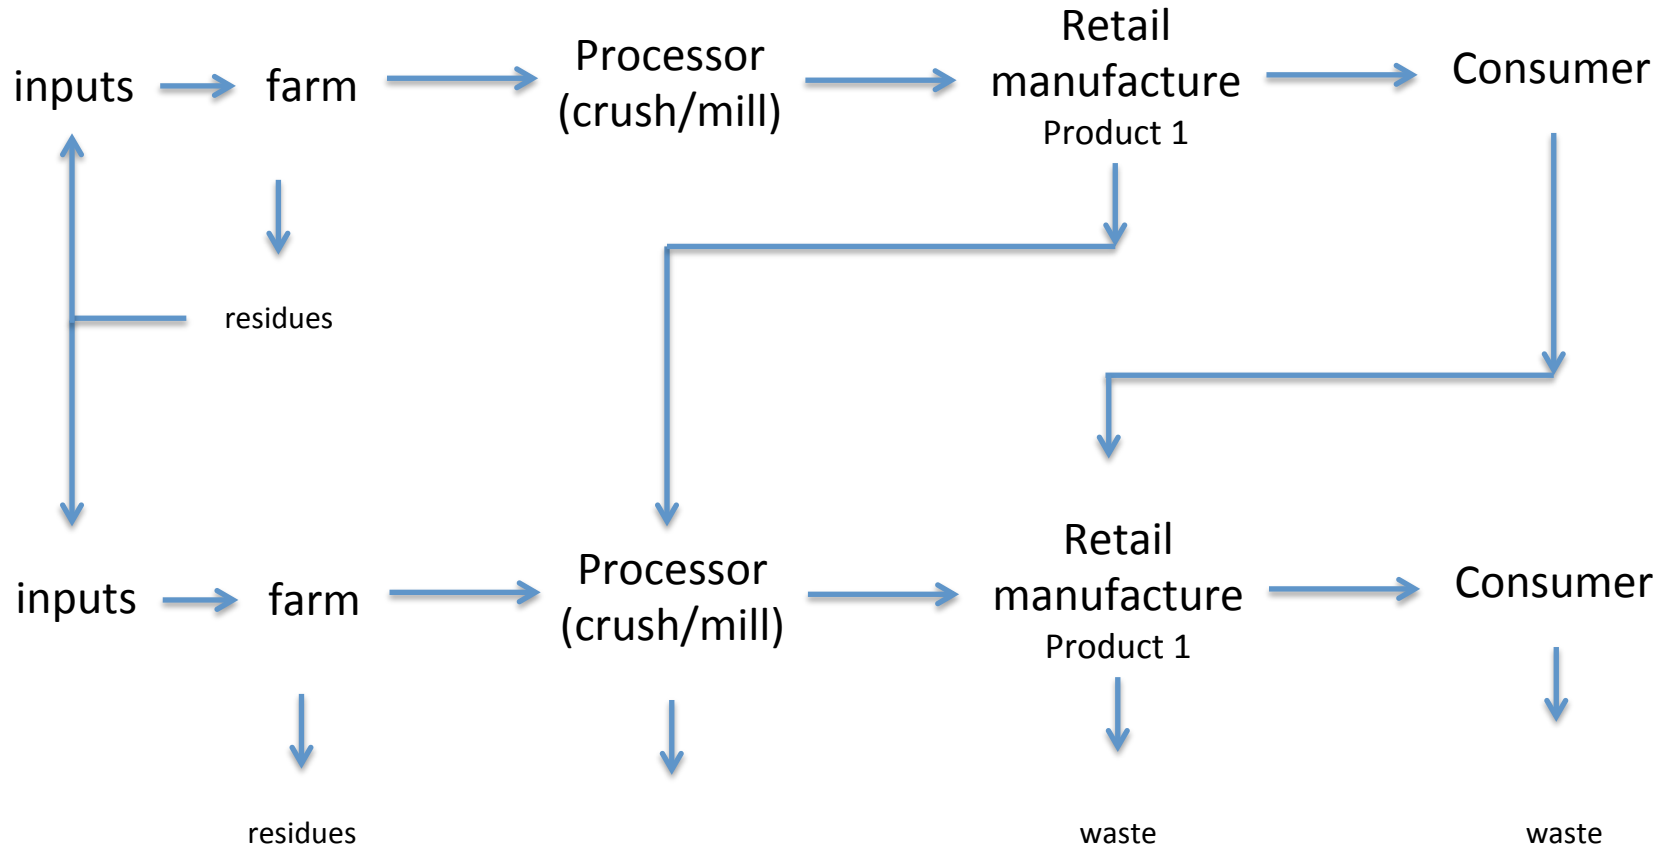 inputs
farm
Processor
(crush/mill)
Retail
manufacture
Product 1
Consumer
residues
inputs
farm
Processor
(crush/mill)
Retail
manufacture
Product 1
Consumer
residues
waste
waste